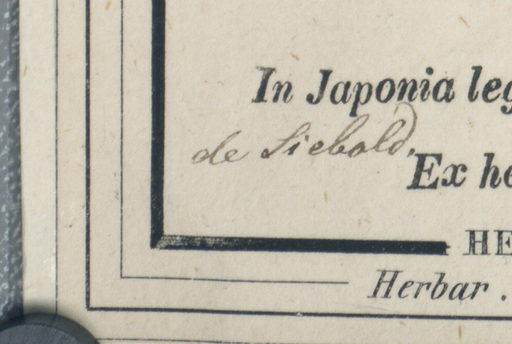 In Japonia leg
de Siebold.
Ex he
HE
Herbar.